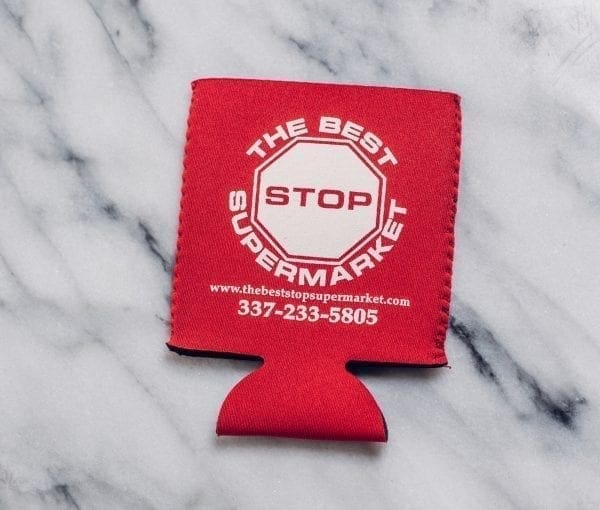 THE BEST
STOP
SUPERMARKET
www.thebeststopsupermarket.com
337-233-5805